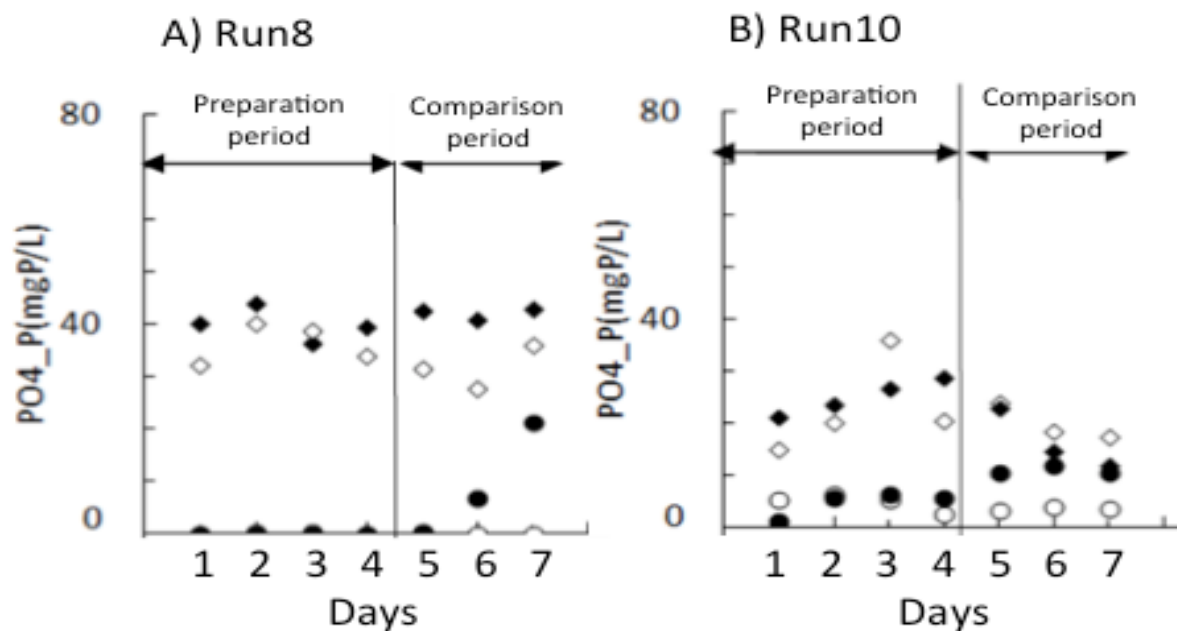 A) Run8
Preparation
period
Comparison
period
80
40
0
PO4_P(mgP/L)
1 2 3 4 5 6 7
Days
B) Run10
Preparation
period
Comparison
period
80
40
0
PO4_P(mgP/L)
1 2 3 4 5 6 7
Days